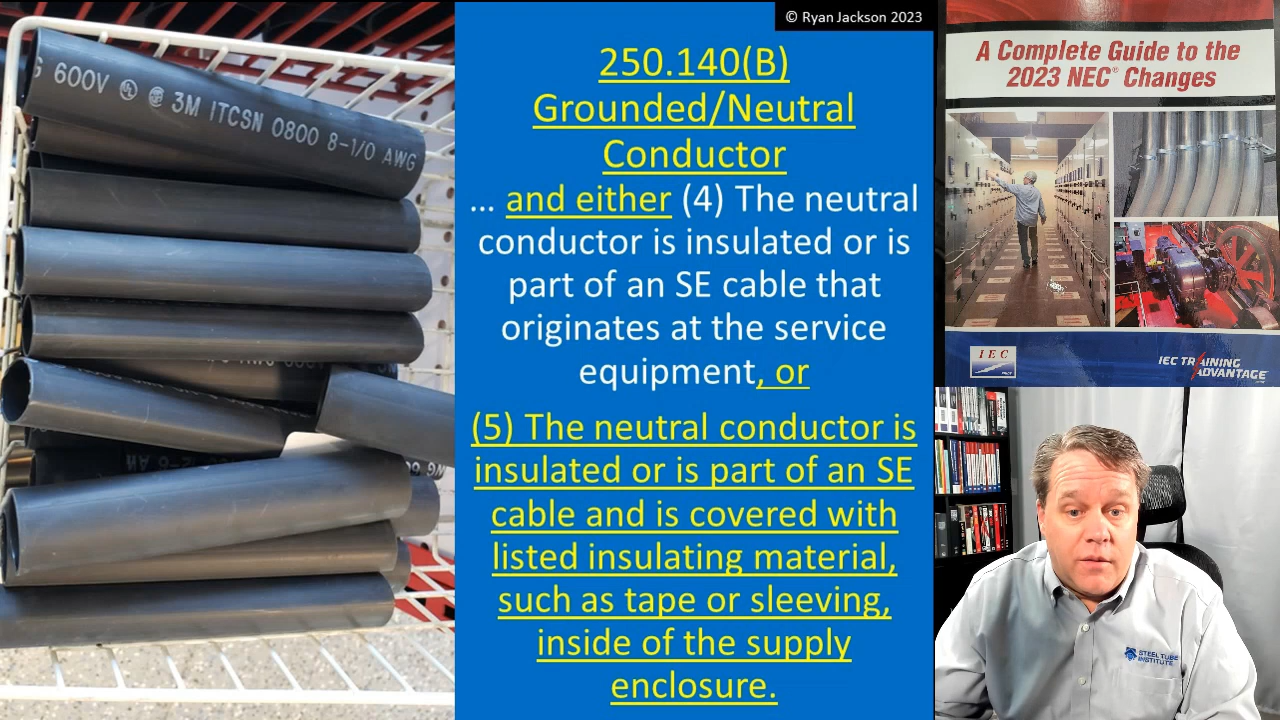 G 600V UL 3M ITCSN 0800 8-1/0 AWG
© Ryan Jackson 2023
250.140(B)
Grounded/Neutral
Conductor
... and either (4) The neutral
conductor is insulated or is
part of an SE cable that
originates at the service
equipment, or
(5) The neutral conductor is
insulated or is part of an SE
cable and is covered with
listed insulating material,
such as tape or sleeving,
inside of the supply
enclosure.
A Complete Guide to the
2023 NEC® Changes
IEC
IEC TRAINING
ADVANTAGE
STEEL TUBE
INSTITUTE